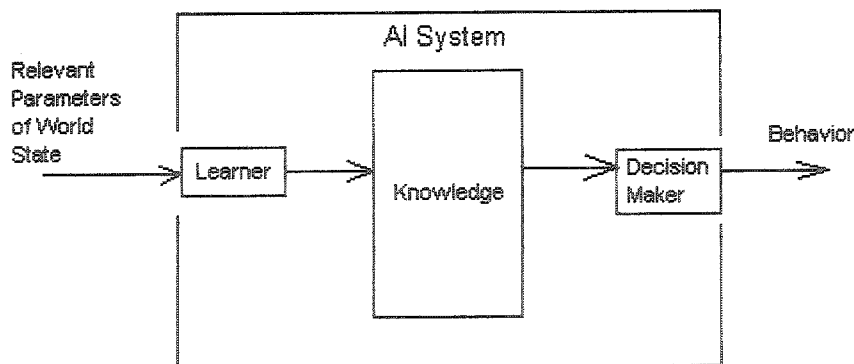 AI System
Relevant
Parameters
of World
State
Learner
Knowledge
Decision
Maker
Behavior